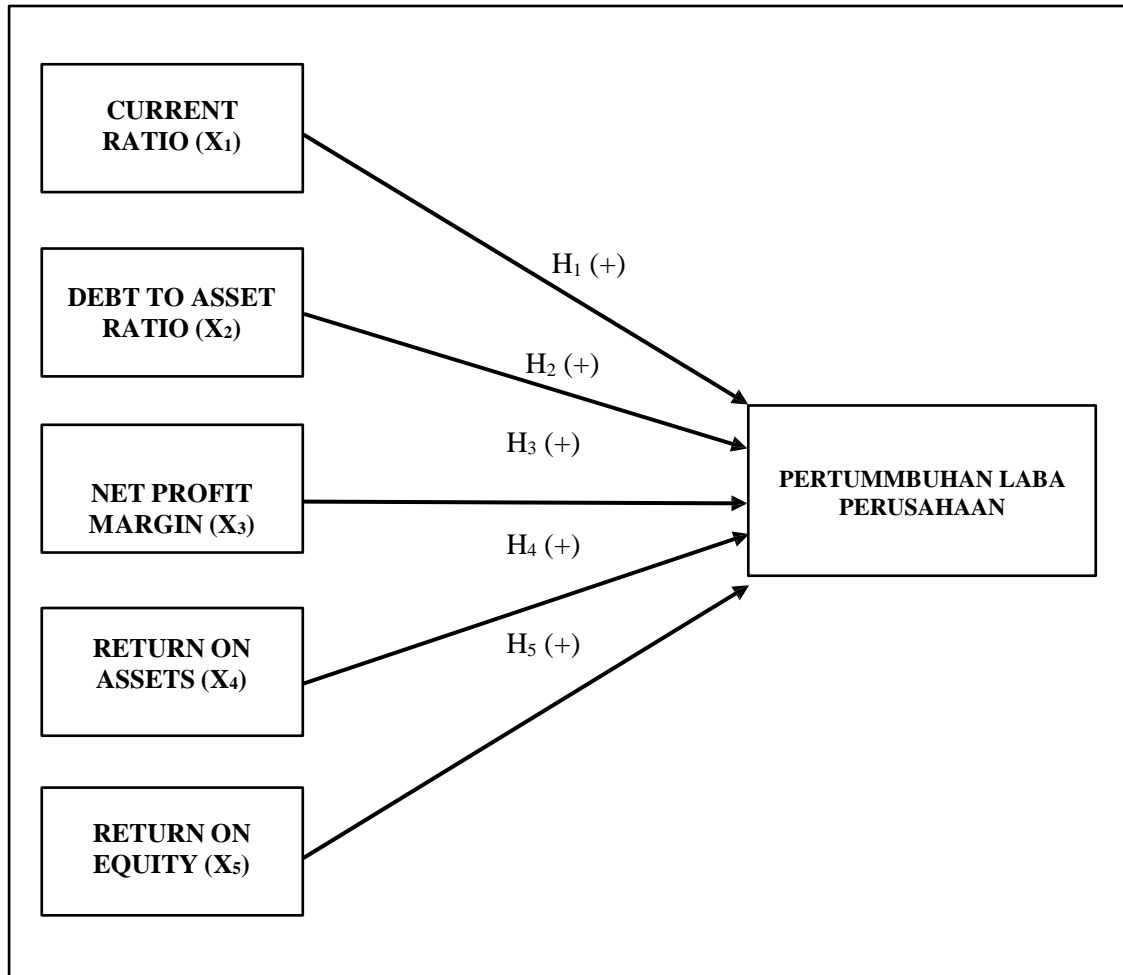 CURRENT
RATIO (X₁)
H₁ (+)
DEBT TO ASSET
RATIO (X₂)
H₂ (+)
H₃ (+)
NET PROFIT
MARGIN (X₃)
PERTUMMBUHAN LABA
PERUSAHAAN
H₄ (+)
RETURN ON
ASSETS (X₄)
H₅ (+)
RETURN ON
EQUITY (X₅)